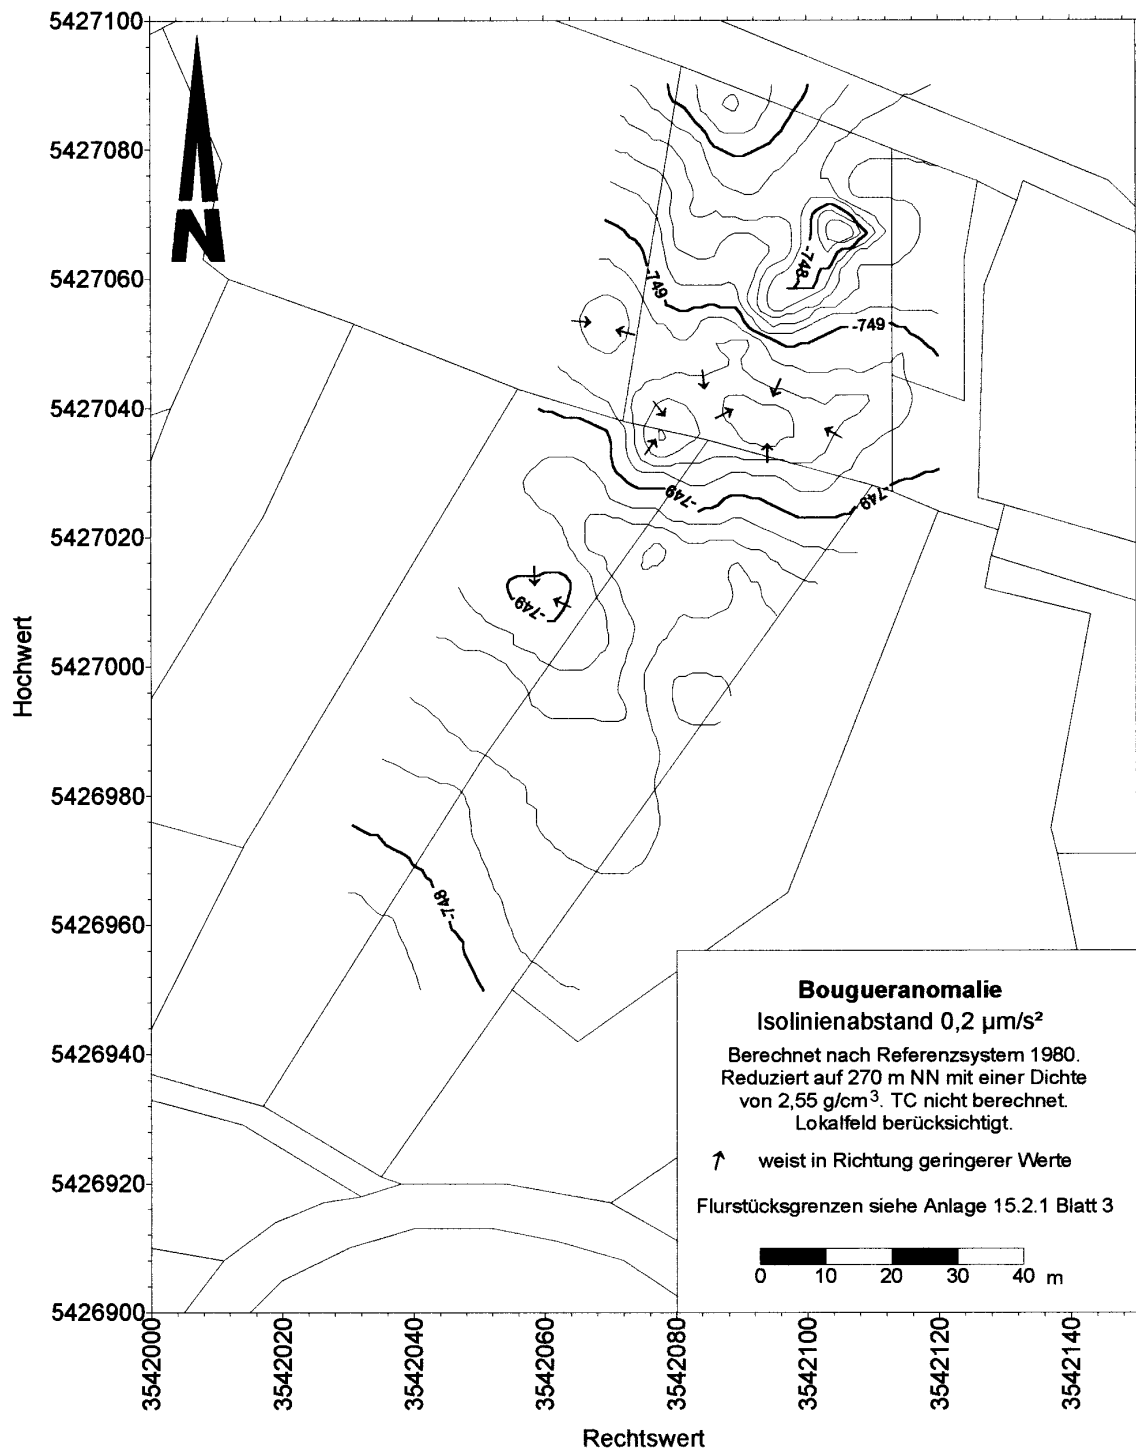 5427100
5427080
5427060
5427040
5427020
5427000
5426980
5426960
5426940
5426920
5426900
Hochwert
N
-749
-748
-749
-749
-749
-749
-748
Bougueranomalie
Isolinienabstand 0,2 µm/s²
Berechnet nach Referenzsystem 1980.
Reduziert auf 270 m NN mit einer Dichte
von 2,55 g/cm³. TC nicht berechnet.
Lokalfeld berücksichtigt.
weist in Richtung geringerer Werte
Flurstücksgrenzen siehe Anlage 15.2.1 Blatt 3
0 10 20 30 40 m
3542000 3542020 3542040 3542060 3542080 3542100 3542120 3542140
Rechtswert